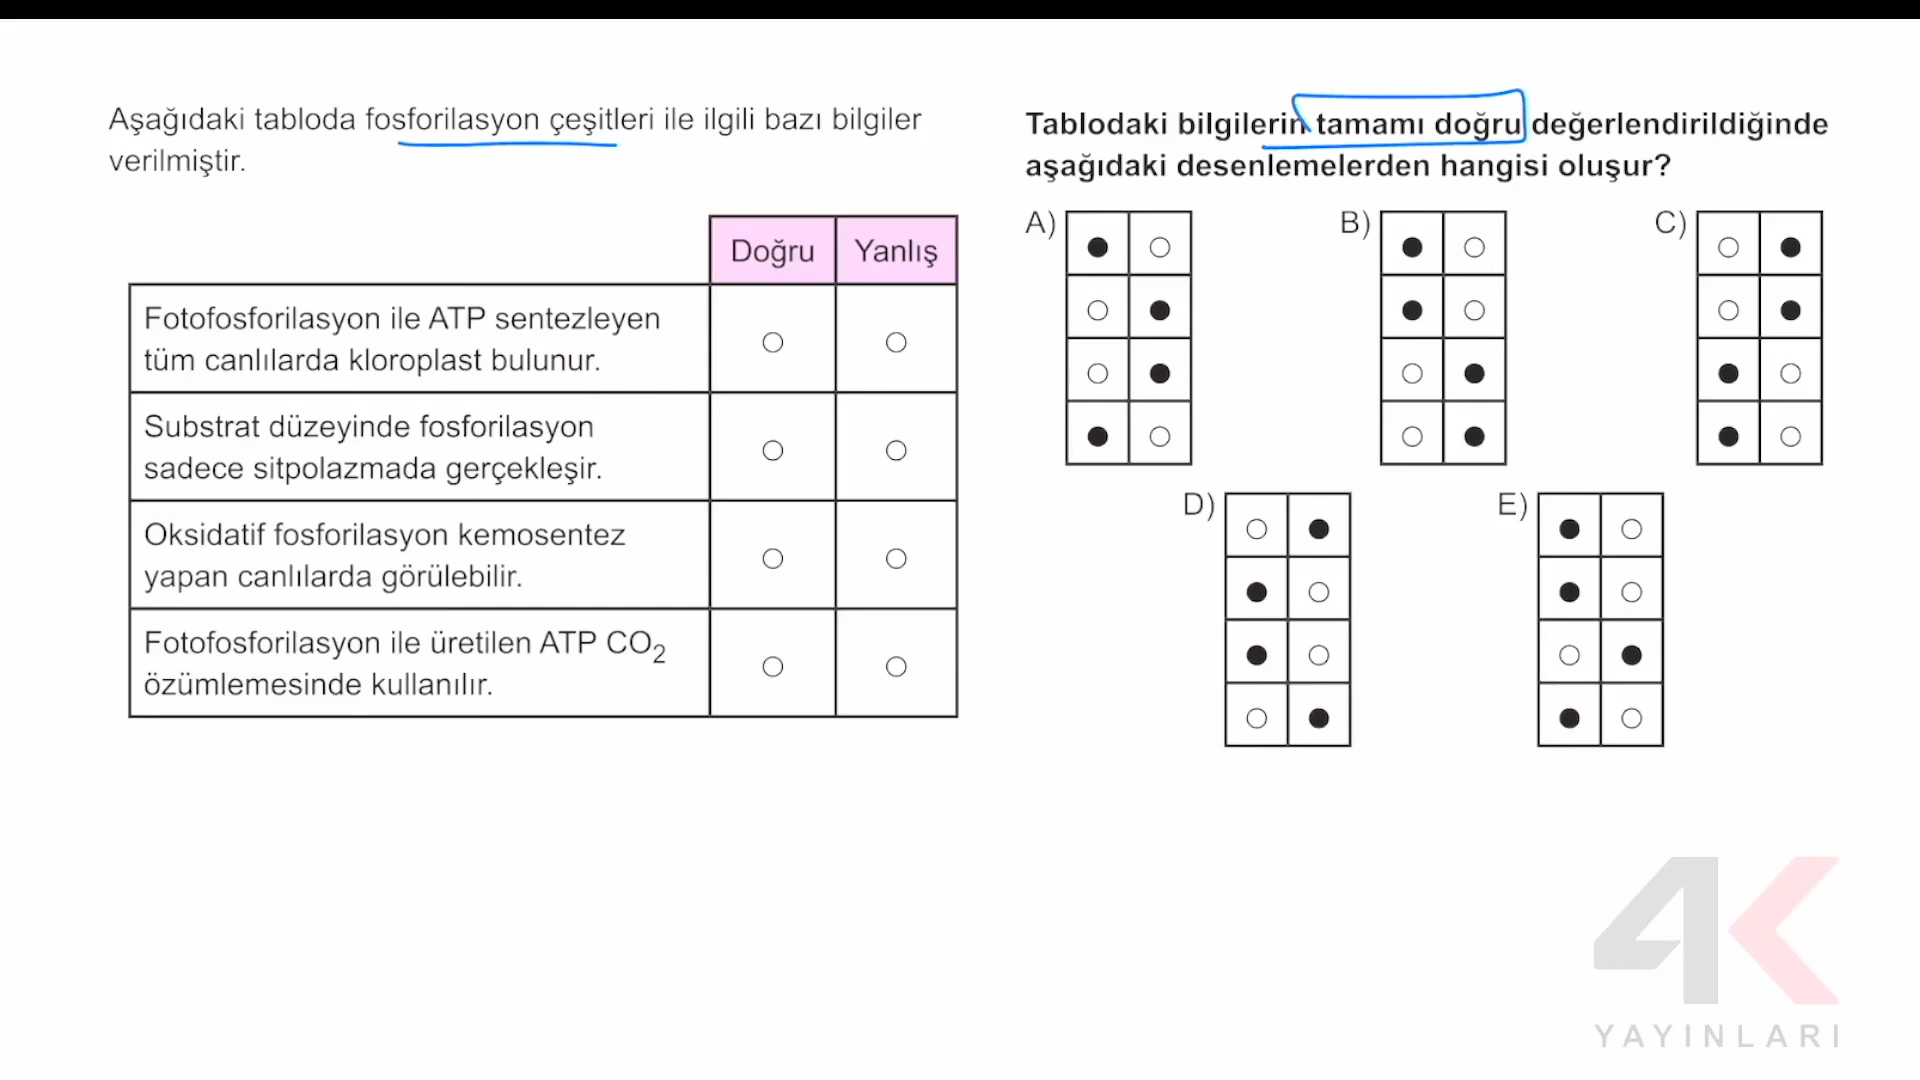 Aşağıdaki tabloda fosforilasyon çeşitleri ile ilgili bazı bilgiler
verilmiştir.
Doğru Yanlış
Fotofosforilasyon ile ATP sentezleyen
tüm canlılarda kloroplast bulunur.
Substrat düzeyinde fosforilasyon
sadece sitpolazmada gerçekleşir.
Oksidatif fosforilasyon kemosentez
yapan canlılarda görülebilir.
Fotofosforilasyon ile üretilen ATP CO₂
özümlemesinde kullanılır.
Tablodaki bilgilerin tamamı doğru değerlendirildiğinde
aşağıdaki desenlemelerden hangisi oluşur?
A) B) C)
D) E)
4K
YAYINLARI